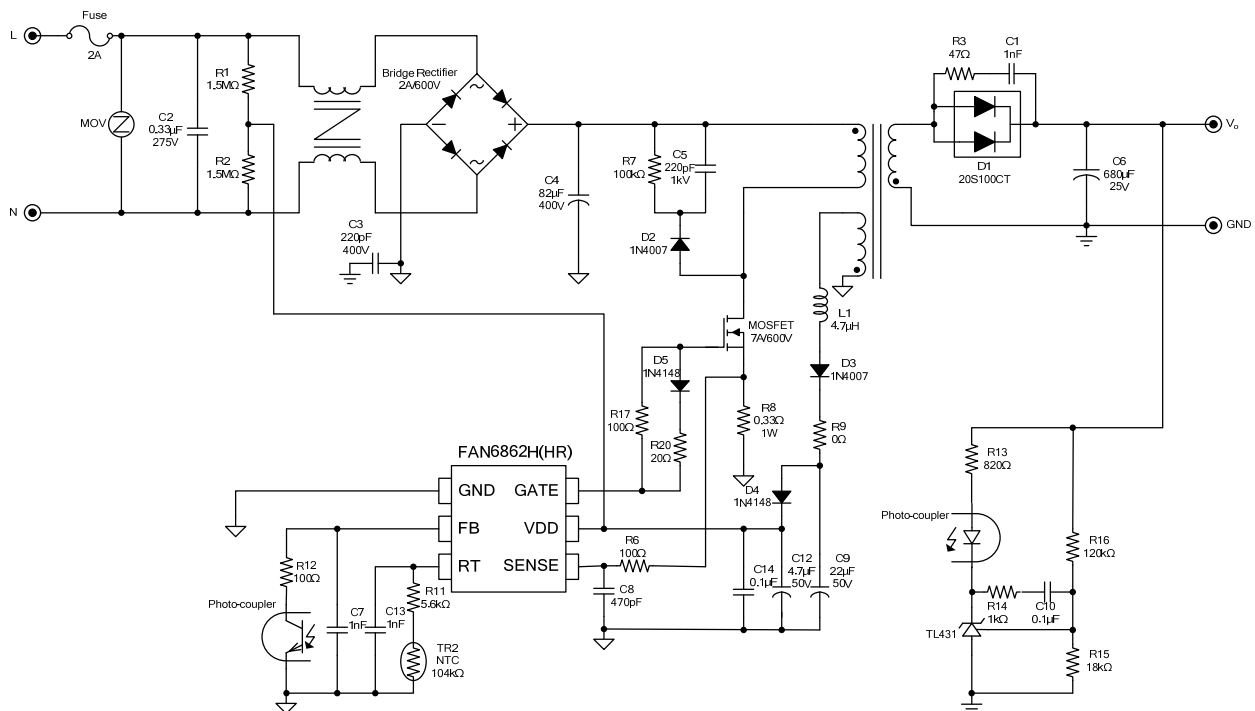 Fuse
L
2A
R1
1.5MΩ
Bridge Rectifier
2A/600V
MOV
C2
0.33µF
275V
R2
1.5MΩ
N
~
~
−
+
C3
220pF
400V
C4
82µF
400V
R7
100kΩ
C5
220pF
1kV
D2
1N4007
R3
47Ω
C1
1nF
D1
20S100CT
Vo
C6
680µF
25V
GND
L1
4.7µH
MOSFET
7A/600V
D3
1N4007
D5
1N4148
R17
100Ω
R20
20Ω
R8
0.33Ω
1W
R9
0Ω
FAN6862H(HR)
GND
GATE
FB
VDD
RT
SENSE
D4
1N4148
R6
100Ω
C8
470pF
C14
0.1µF
C12
4.7µF
50V
C9
22µF
50V
R12
100Ω
Photo-coupler
C7
1nF
C13
1nF
R11
5.6kΩ
TR2
NTC
104kΩ
R13
820Ω
Photo-coupler
R16
120kΩ
R14
1kΩ
C10
0.1µF
TL431
R15
18kΩ